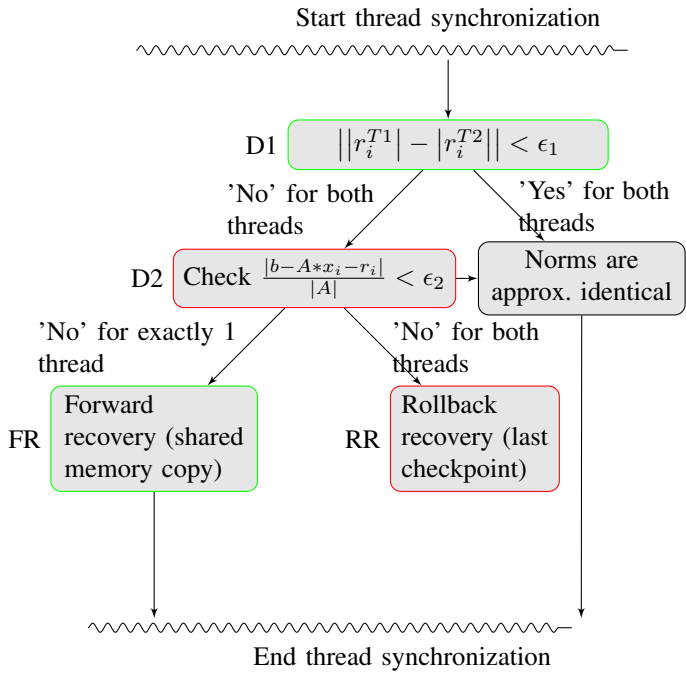 Start thread synchronization
D1
||r_i^{T1}| − |r_i^{T2}|| < ϵ_1
'No' for both
threads
'Yes' for both
threads
D2
Check |b−A*x_i−r_i| / |A| < ϵ_2
Norms are
approx. identical
'No' for exactly 1
thread
'No' for both
threads
FR
Forward
recovery (shared
memory copy)
RR
Rollback
recovery (last
checkpoint)
End thread synchronization